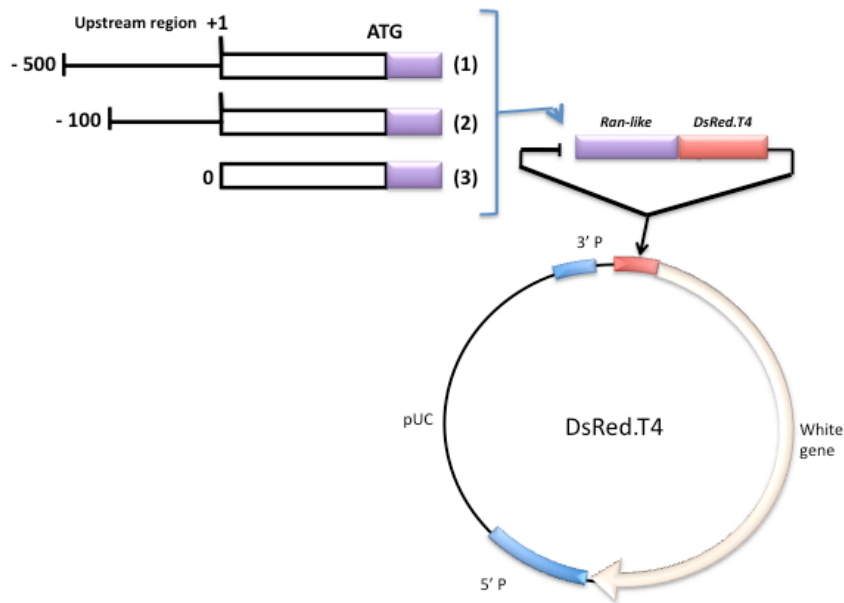 Upstream region +1
ATG
- 500
(1)
- 100
(2)
0
(3)
Ran-like
DsRed.T4
3' P
pUC
DsRed.T4
White
gene
5' P